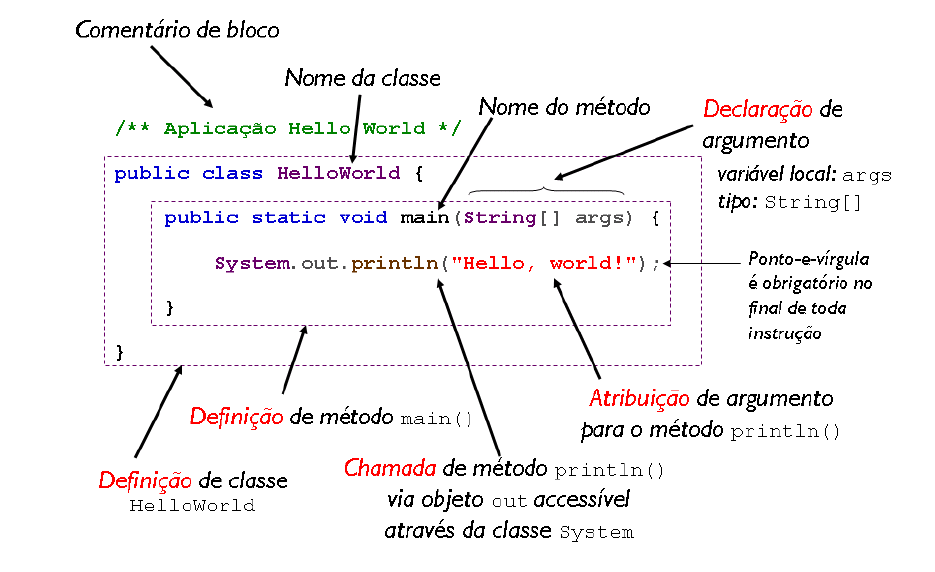 Comentário de bloco
Nome da classe
Nome do método
Declaração de
argumento
variável local: args
tipo: String[]
/** Aplicação Hello World */
public class HelloWorld {
public static void main(String[] args) {
System.out.println("Hello, world!");
}
}
Ponto-e-vírgula
é obrigatório no
final de toda
instrução
Definição de método main()
Atribuição de argumento
para o método println()
Definição de classe
HelloWorld
Chamada de método println()
via objeto out accessível
através da classe System